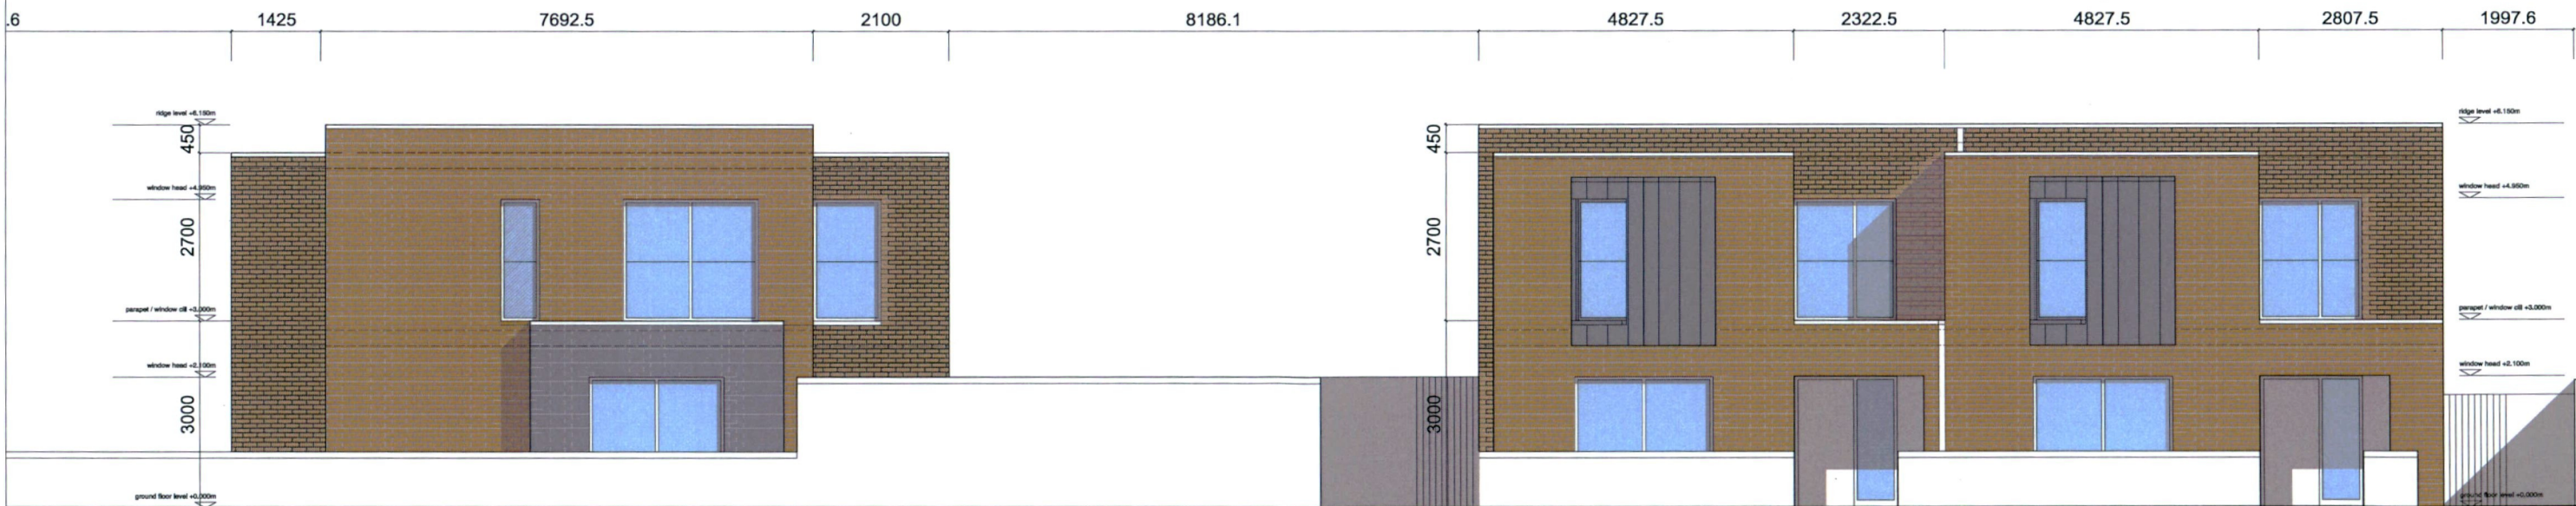 .6 1425 7692.5 2100 8186.1 4827.5 2322.5 4827.5 2807.5 1997.6
ridge level +6.150m
450
window head +4.950m
2700
parapet / window cill +3.000m
window head +2.100m
3000
ground floor level +0.000m
450
2700
3000
ridge level +6.150m
window head +4.950m
parapet / window cill +3.000m
window head +2.100m
ground floor level +0.000m